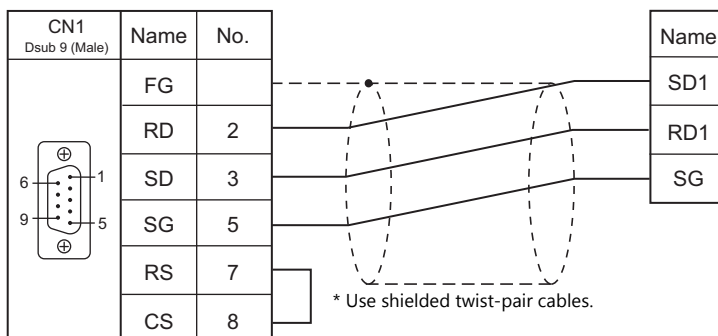 CN1
Dsub 9 (Male)
Name
No.
Name
FG
SD1
RD
2
RD1
6
1
SD
3
SG
9
5
SG
5
RS
7
* Use shielded twist-pair cables.
CS
8